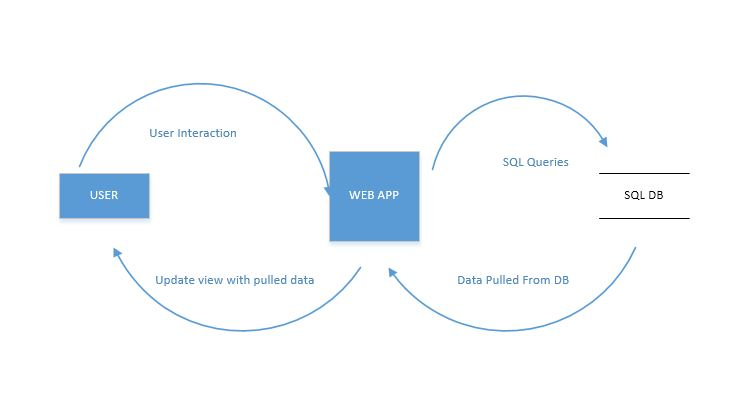 User Interaction
SQL Queries
USER
WEB APP
SQL DB
Update view with pulled data
Data Pulled From DB